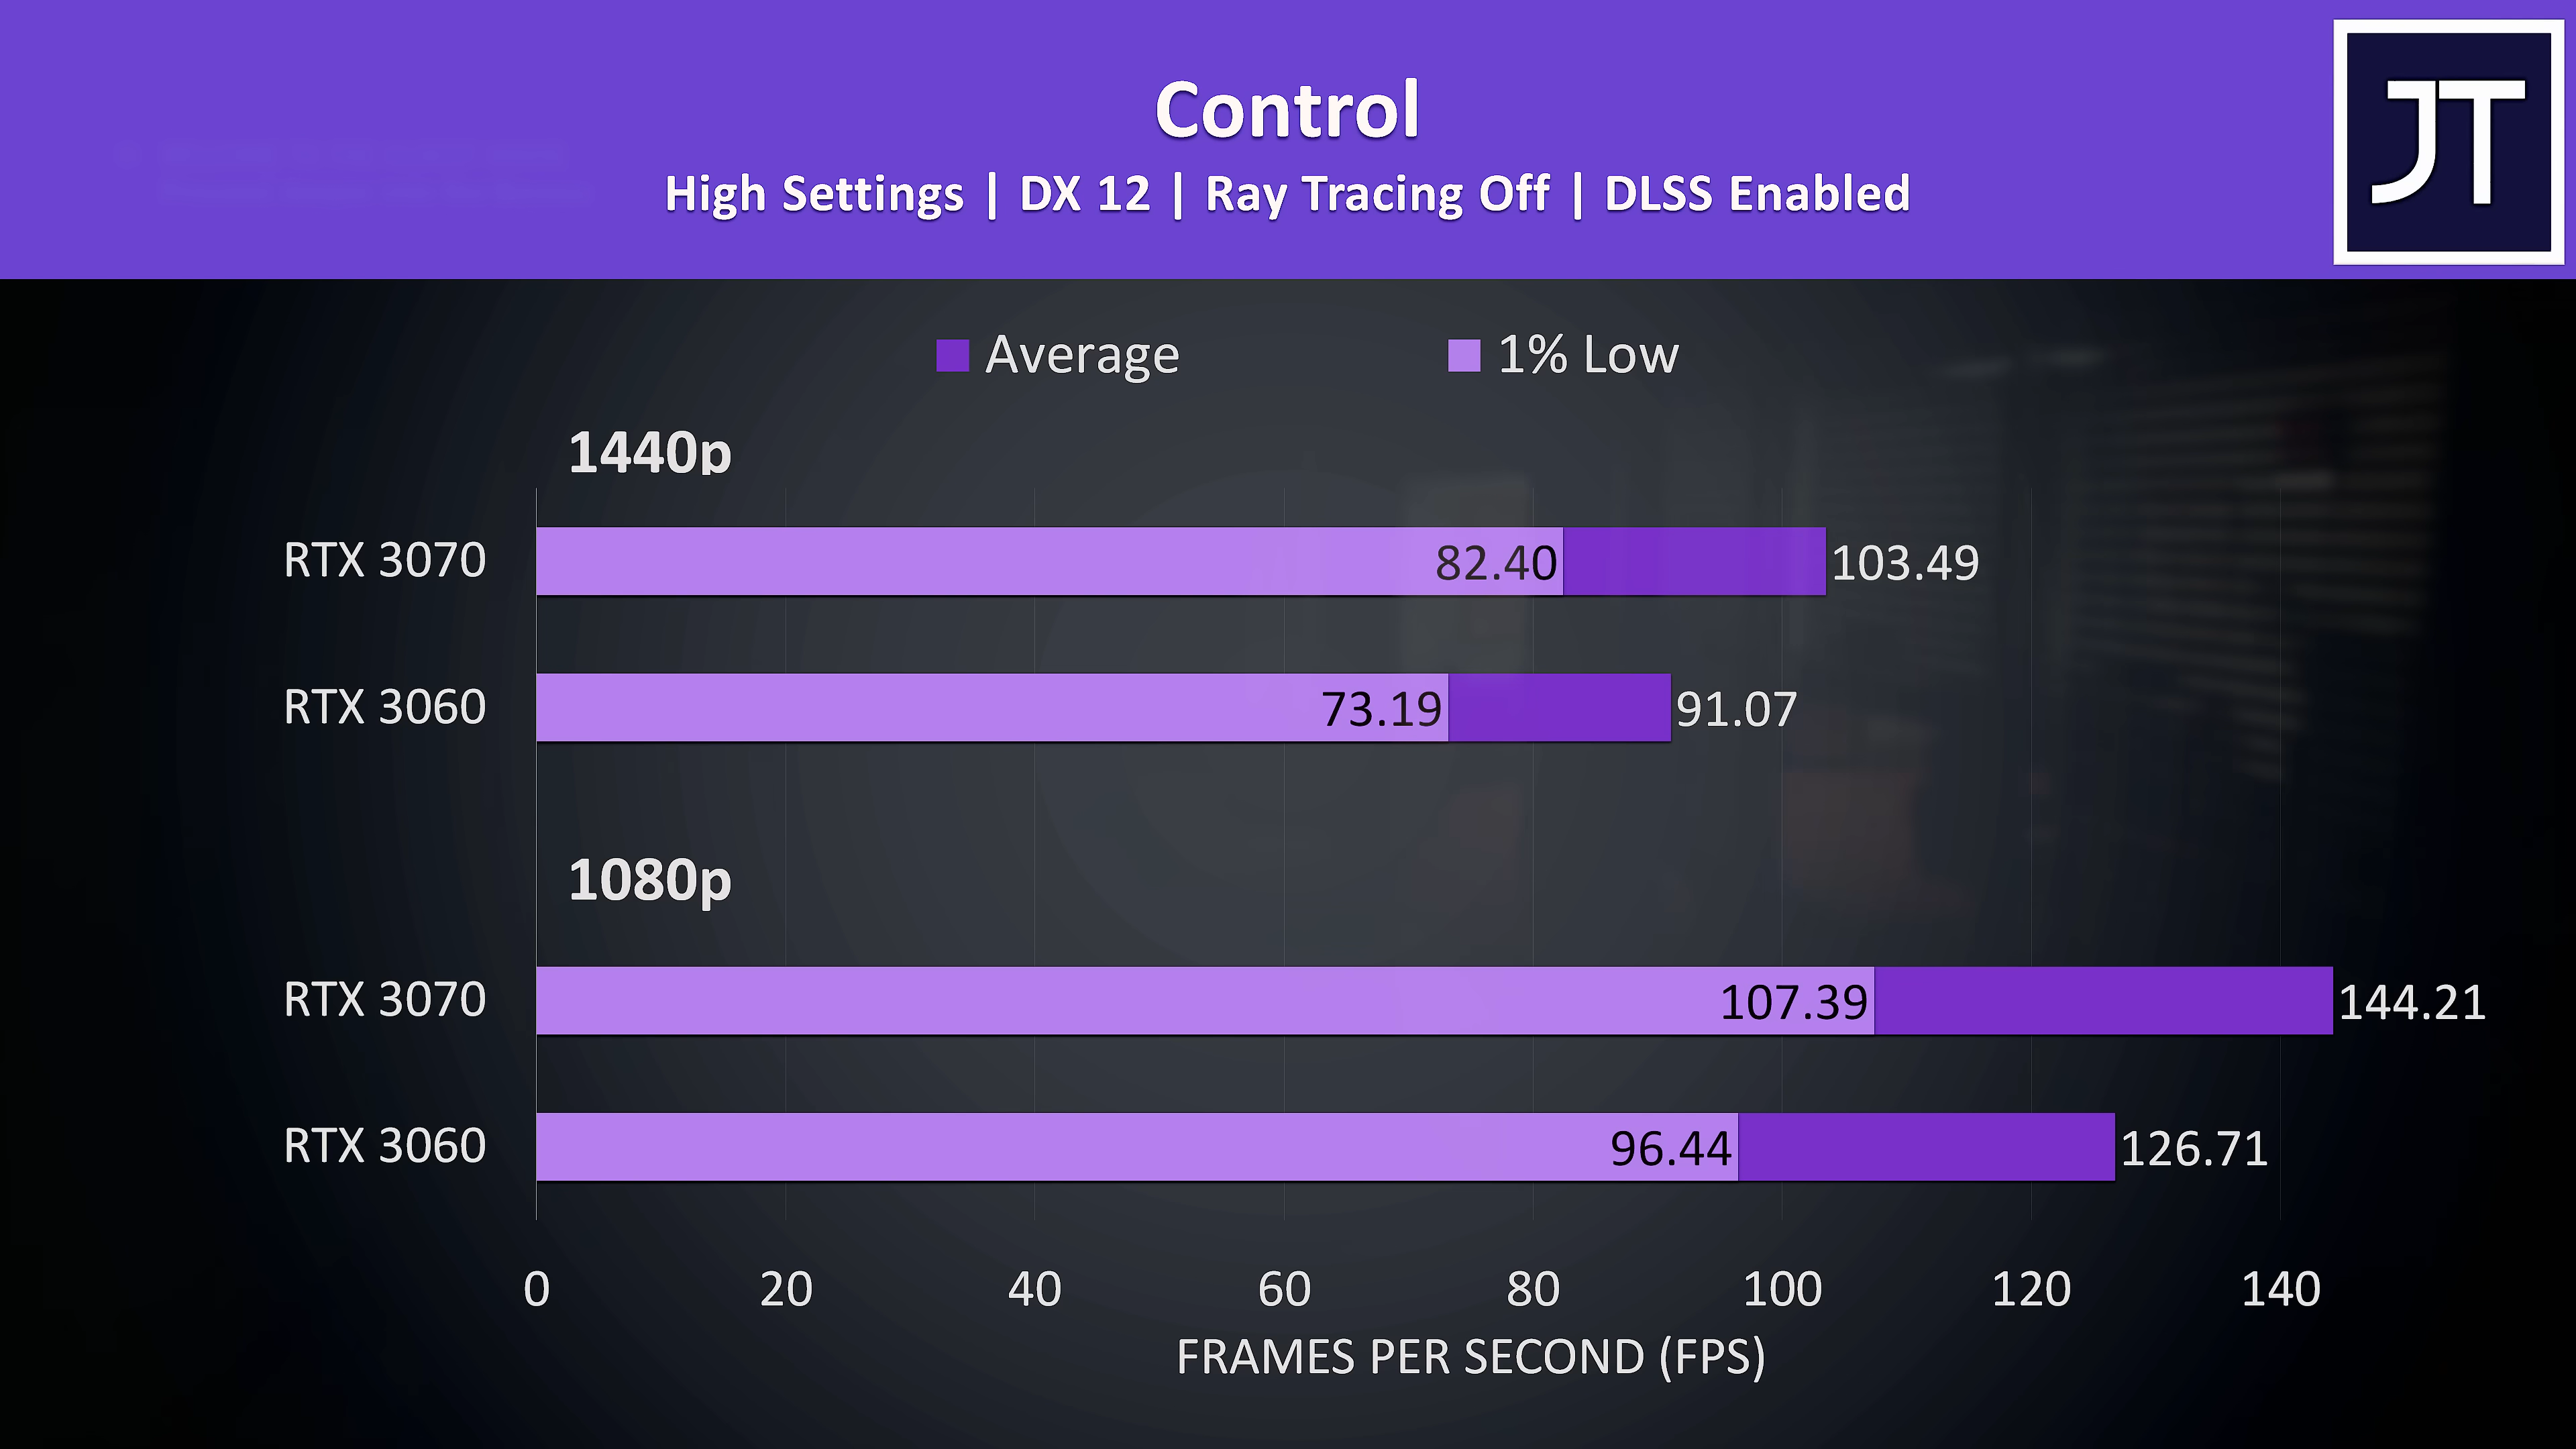 Control
High Settings | DX 12 | Ray Tracing Off | DLSS Enabled
JT
Average
1% Low
1440p
RTX 3070
82.40
103.49
RTX 3060
73.19
91.07
1080p
RTX 3070
107.39
144.21
RTX 3060
96.44
126.71
0 20 40 60 80 100 120 140
FRAMES PER SECOND (FPS)